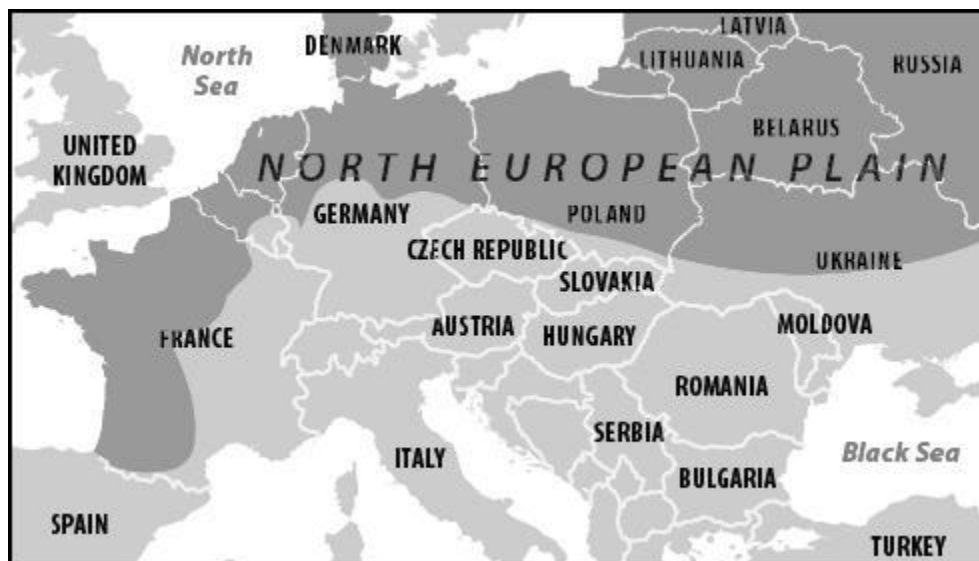 LATVIA
North
Sea
DENMARK
LITHUANIA
RUSSIA
BELARUS
UNITED
KINGDOM
NORTH EUROPEAN PLAIN
GERMANY
POLAND
CZECH REPUBLIC
UKRAINE
SLOVAKIA
FRANCE
AUSTRIA
HUNGARY
MOLDOVA
ROMANIA
SERBIA
ITALY
Black Sea
BULGARIA
SPAIN
TURKEY